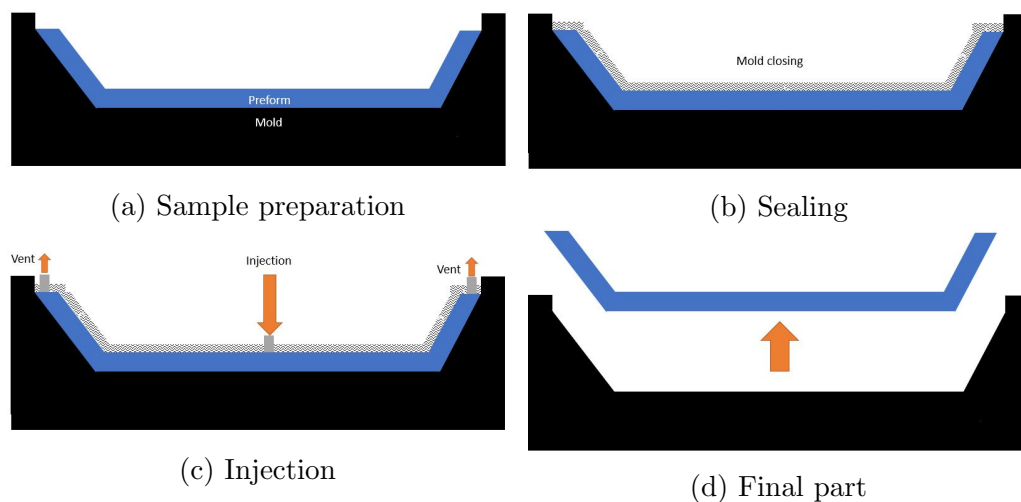 Preform
Mold
(a) Sample preparation
Mold closing
(b) Sealing
Vent
Injection
Vent
(c) Injection
(d) Final part